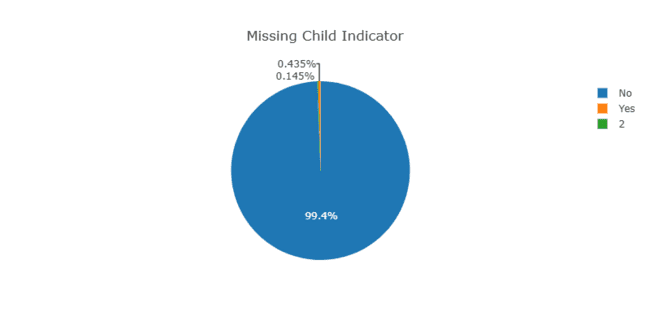 Missing Child Indicator
0.435%
0.145%
No
Yes
2
99.4%